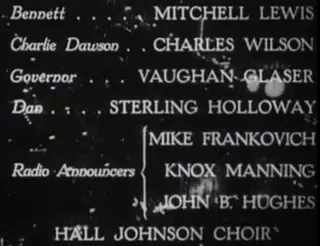 Bennett . . . . . MITCHELL LEWIS
Charlie Dawson . . CHARLES WILSON
Governor . . . . VAUGHAN GLASER
Dan . . . . STERLING HOLLOWAY
MIKE FRANKOVICH
Radio Announcers { KNOX MANNING
JOHN B. HUGHES
HALL JOHNSON CHOIR